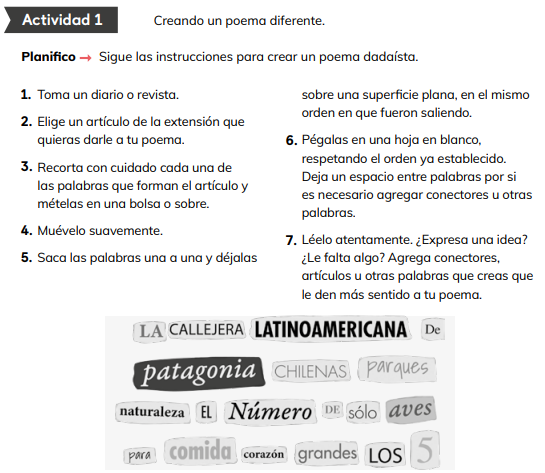 Actividad 1
Creando un poema diferente.
Planifico → Sigue las instrucciones para crear un poema dadaísta.
1. Toma un diario o revista.
2. Elige un artículo de la extensión que
quieras darle a tu poema.
3. Recorta con cuidado cada una de
las palabras que forman el artículo y
mételas en una bolsa o sobre.
4. Muévelo suavemente.
5. Saca las palabras una a una y déjalas
sobre una superficie plana, en el mismo
orden en que fueron saliendo.
6. Pégalas en una hoja en blanco,
respetando el orden ya establecido.
Deja un espacio entre palabras por si
es necesario agregar conectores u otras
palabras.
7. Léelo atentamente. ¿Expresa una idea?
¿Le falta algo? Agrega conectores,
artículos u otras palabras que creas que
le den más sentido a tu poema.
LA CALLEJERA LATINOAMERICANA De
patagonia CHILENAS parques
naturaleza EL Número DE sólo aves
para comida corazón grandes LOS 5